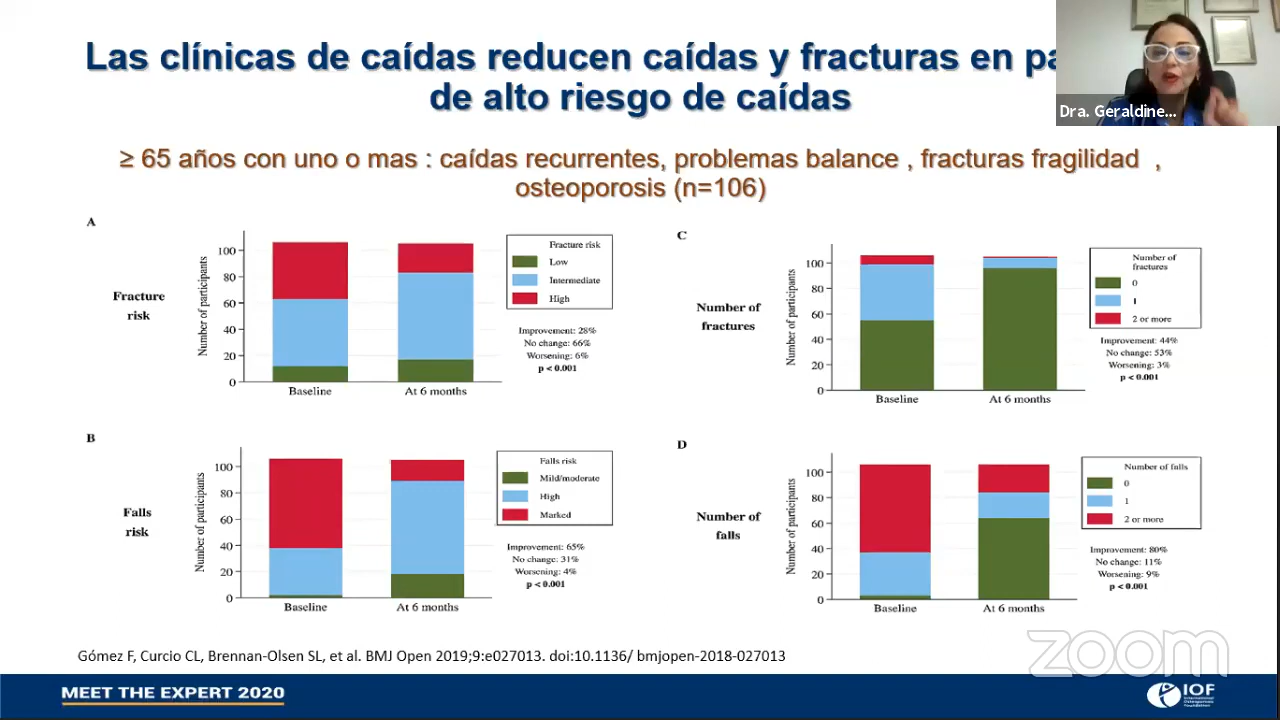 Las clínicas de caídas reducen caídas y fracturas en pa
de alto riesgo de caídas
Dra. Geraldine...
≥ 65 años con uno o mas : caídas recurrentes, problemas balance , fracturas fragilidad ,
osteoporosis (n=106)
A
Fracture
risk
Number of participants
100
80
60
40
20
0
Baseline
At 6 months
Fracture risk
Low
Intermediate
High
Improvement: 28%
No change: 66%
Worsening: 6%
p < 0.001
C
Number of
fractures
Number of participants
100
80
60
40
20
0
Baseline
At 6 months
Number of
fractures
0
1
2 or more
Improvement: 44%
No change: 53%
Worsening: 3%
p < 0.001
B
Falls
risk
Number of participants
100
80
60
40
20
0
Baseline
At 6 months
Falls risk
Mild/moderate
High
Marked
Improvement: 65%
No change: 31%
Worsening: 4%
p < 0.001
D
Number of
falls
Number of participants
100
80
60
40
20
0
Baseline
At 6 months
Number of falls
0
1
2 or more
Improvement: 80%
No change: 11%
Worsening: 9%
p < 0.001
Gómez F, Curcio CL, Brennan-Olsen SL, et al. BMJ Open 2019;9:e027013. doi:10.1136/ bmjopen-2018-027013
zoom
MEET THE EXPERT 2020
IOF
International
Osteoporosis
Foundation